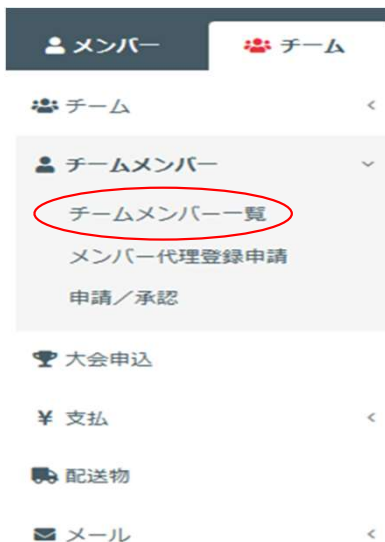 メンバー
チーム
チーム
チームメンバー
チームメンバー一覧
メンバー代理登録申請
申請／承認
大会申込
¥ 支払
配送物
メール